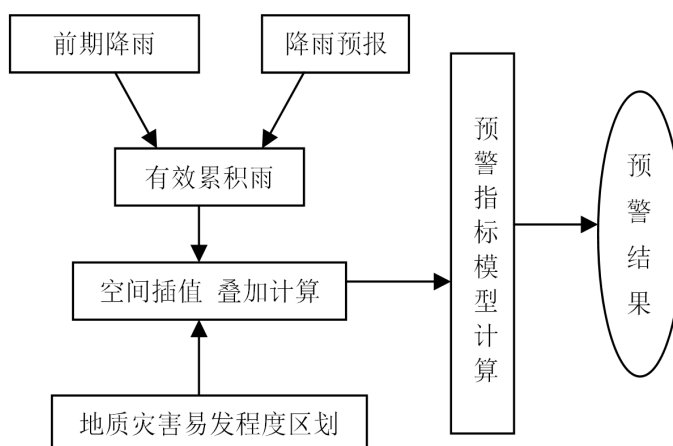 前期降雨
降雨预报
有效累积雨
空间插值 叠加计算
地质灾害易发程度区划
预警指标模型计算
预警结果